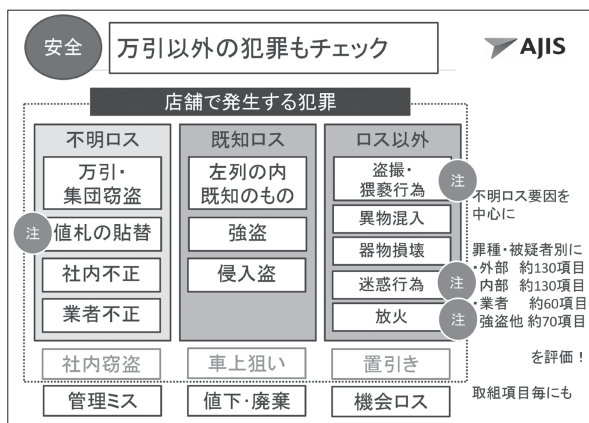 安全
万引以外の犯罪もチェック
AJIS
店舗で発生する犯罪
不明ロス
万引・
集団窃盗
注
値札の貼替
社内不正
業者不正
社内窃盗
管理ミス
既知ロス
左列の内
既知のもの
強盗
侵入盗
車上狙い
値下・廃棄
ロス以外
盗撮・
猥褻行為
注
異物混入
器物損壊
迷惑行為
注
放火
注
置引き
機会ロス
不明ロス要因を
中心に
罪種・被疑者別に
・外部 約130項目
内部 約130項目
・業者 約60項目
強盗他 約70項目
を評価！
取組項目毎にも